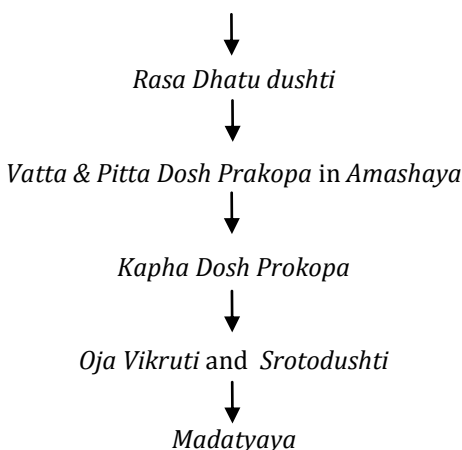 Rasa Dhatu dushti
Vatta & Pitta Dosh Prakopa in Amashaya
Kapha Dosh Prokopa
Oja Vikruti and Srotodushti
Madatyaya